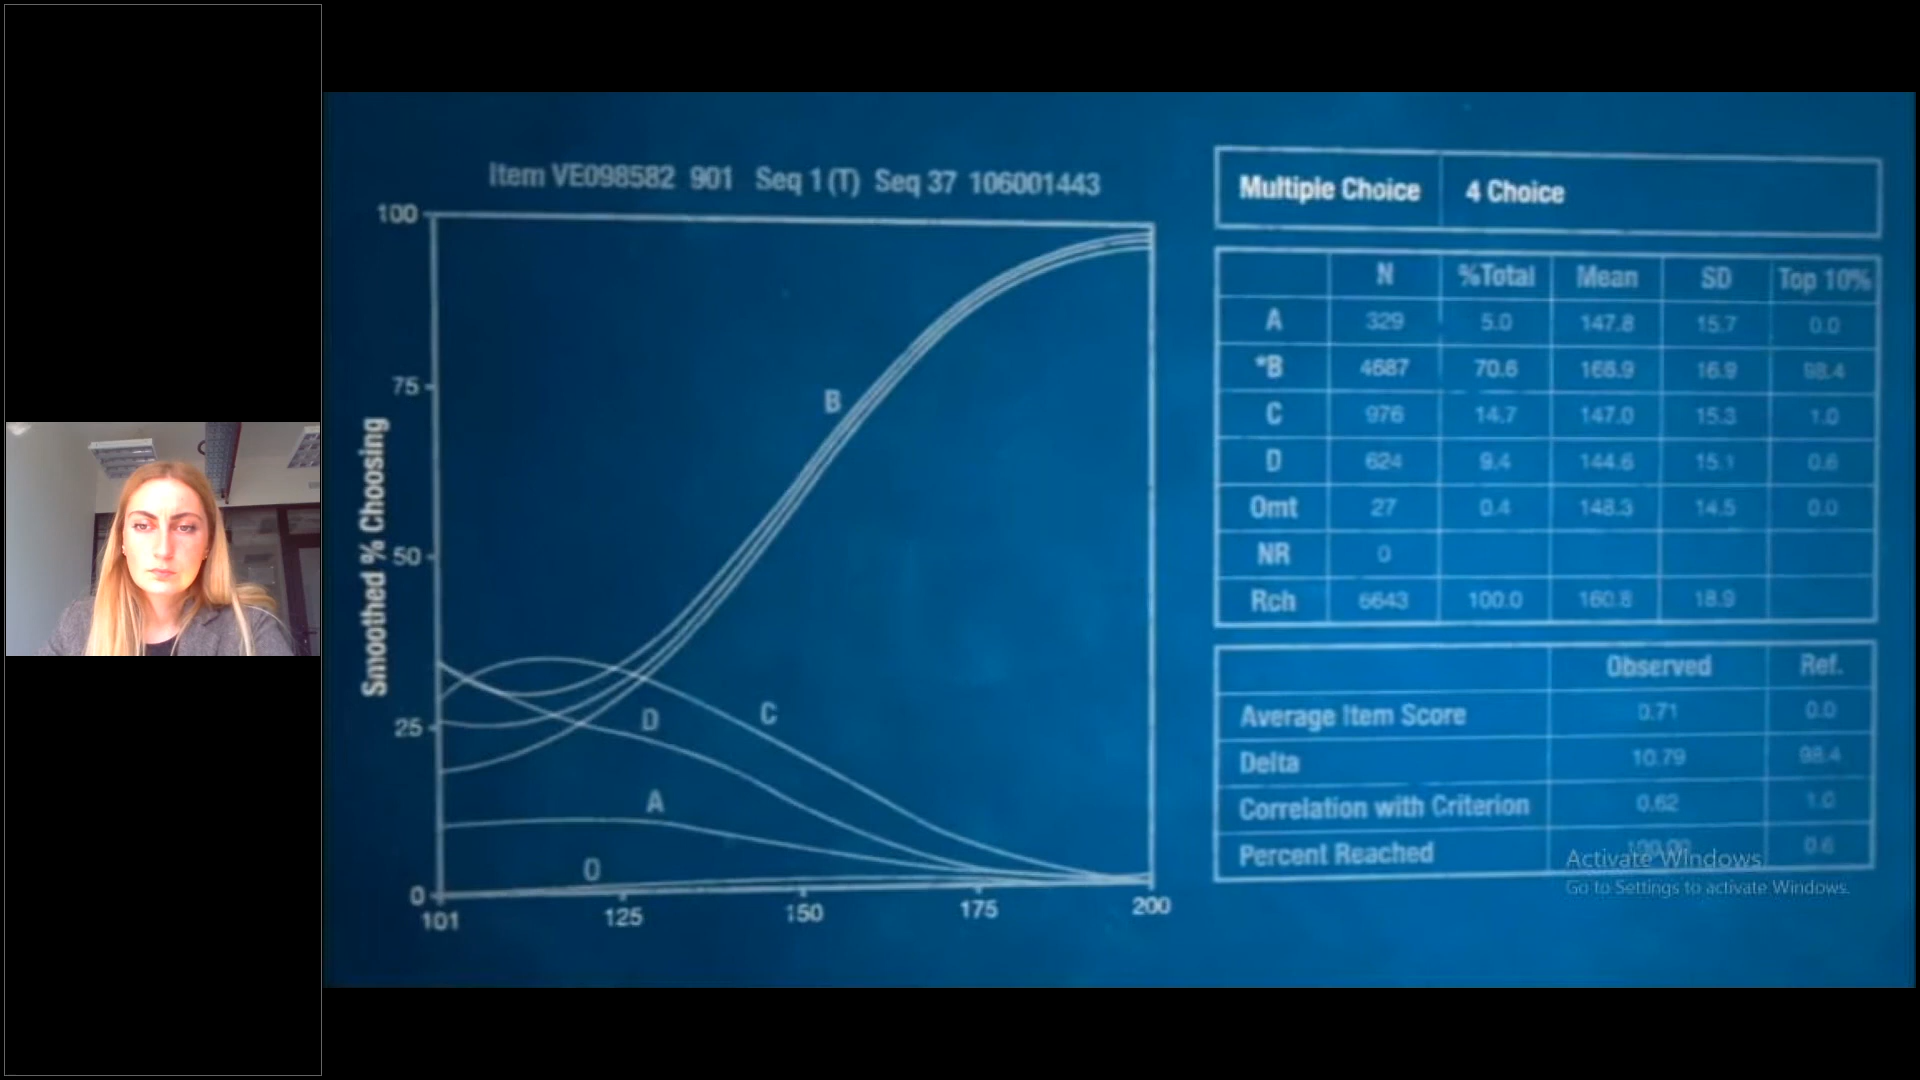 Item VE098582 901 Seq 1 (T) Seq 37 106001443
100
75
50
25
0
Smoothed % Choosing
B
C
D
A
O
101 125 150 175 200
Multiple Choice 4 Choice
N %Total Mean SD Top 10%
A 329 5.0 147.8 15.7 0.0
*B 4687 70.6 166.9 16.9 98.4
C 976 14.7 147.0 15.3 1.0
D 624 9.4 144.6 15.1 0.6
Omt 27 0.4 148.3 14.5 0.0
NR 0
Rch 6643 100.0 160.8 18.9
Observed Ref.
Average Item Score 0.71 0.0
Delta 10.79 98.4
Correlation with Criterion 0.62 1.0
Percent Reached 100.00 0.6
Activate Windows
Go to Settings to activate Windows.